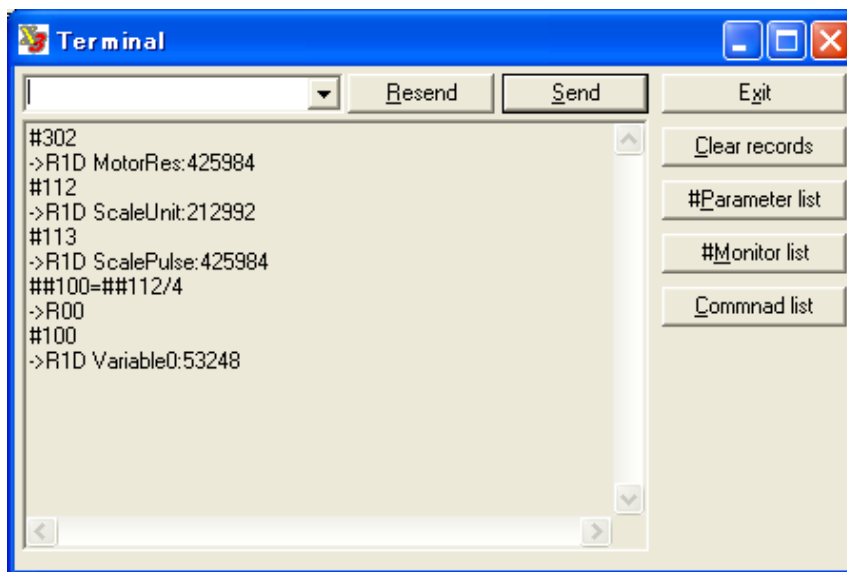 Terminal
Resend Send Exit
#302
->R1D MotorRes:425984
#112
->R1D ScaleUnit:212992
#113
->R1D ScalePulse:425984
##100=##112/4
->R00
#100
->R1D Variable0:53248
Clear records
#Parameter list
#Monitor list
Commnad list